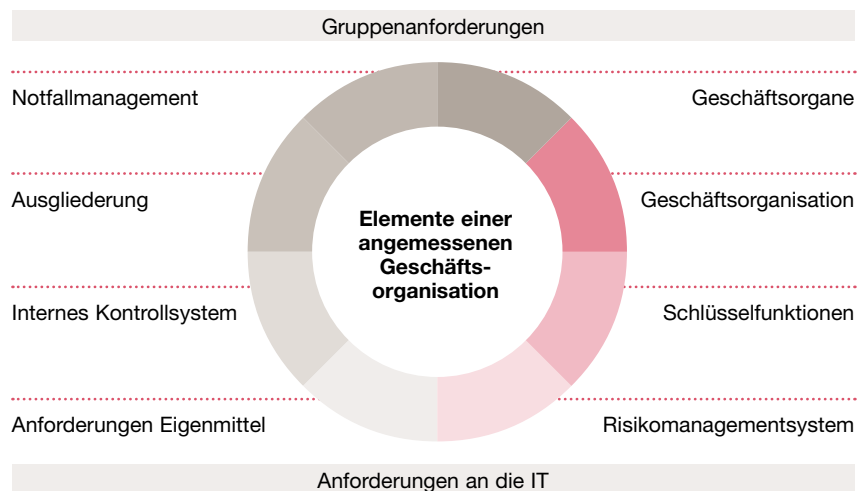 Gruppenanforderungen
Notfallmanagement
Geschäftsorgane
Ausgliederung
Geschäftsorganisation
Elemente einer
angemessenen
Geschäfts-
organisation
Internes Kontrollsystem
Schlüsselfunktionen
Anforderungen Eigenmittel
Risikomanagementsystem
Anforderungen an die IT